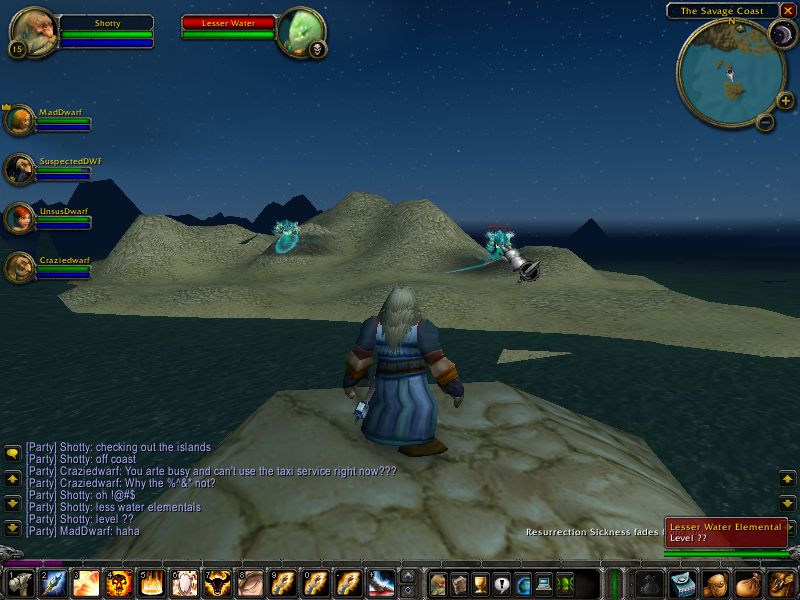 Shotty
15
Lesser Water
The Savage Coast
N
MadDwarf
SuspectedDWF
UnsusDwarf
Craziedwarf
[Party] Shotty: checking out the islands
[Party] Shotty: off coast
[Party] Craziedwarf: You arte busy and can't use the taxi service right now???
[Party] Craziedwarf: Why the %^&* not?
[Party] Shotty: oh !@#$
[Party] Shotty: less water elementals
[Party] Shotty: level ??
[Party] MadDwarf: haha
Resurrection Sickness fades
Lesser Water Elemental
Level ??